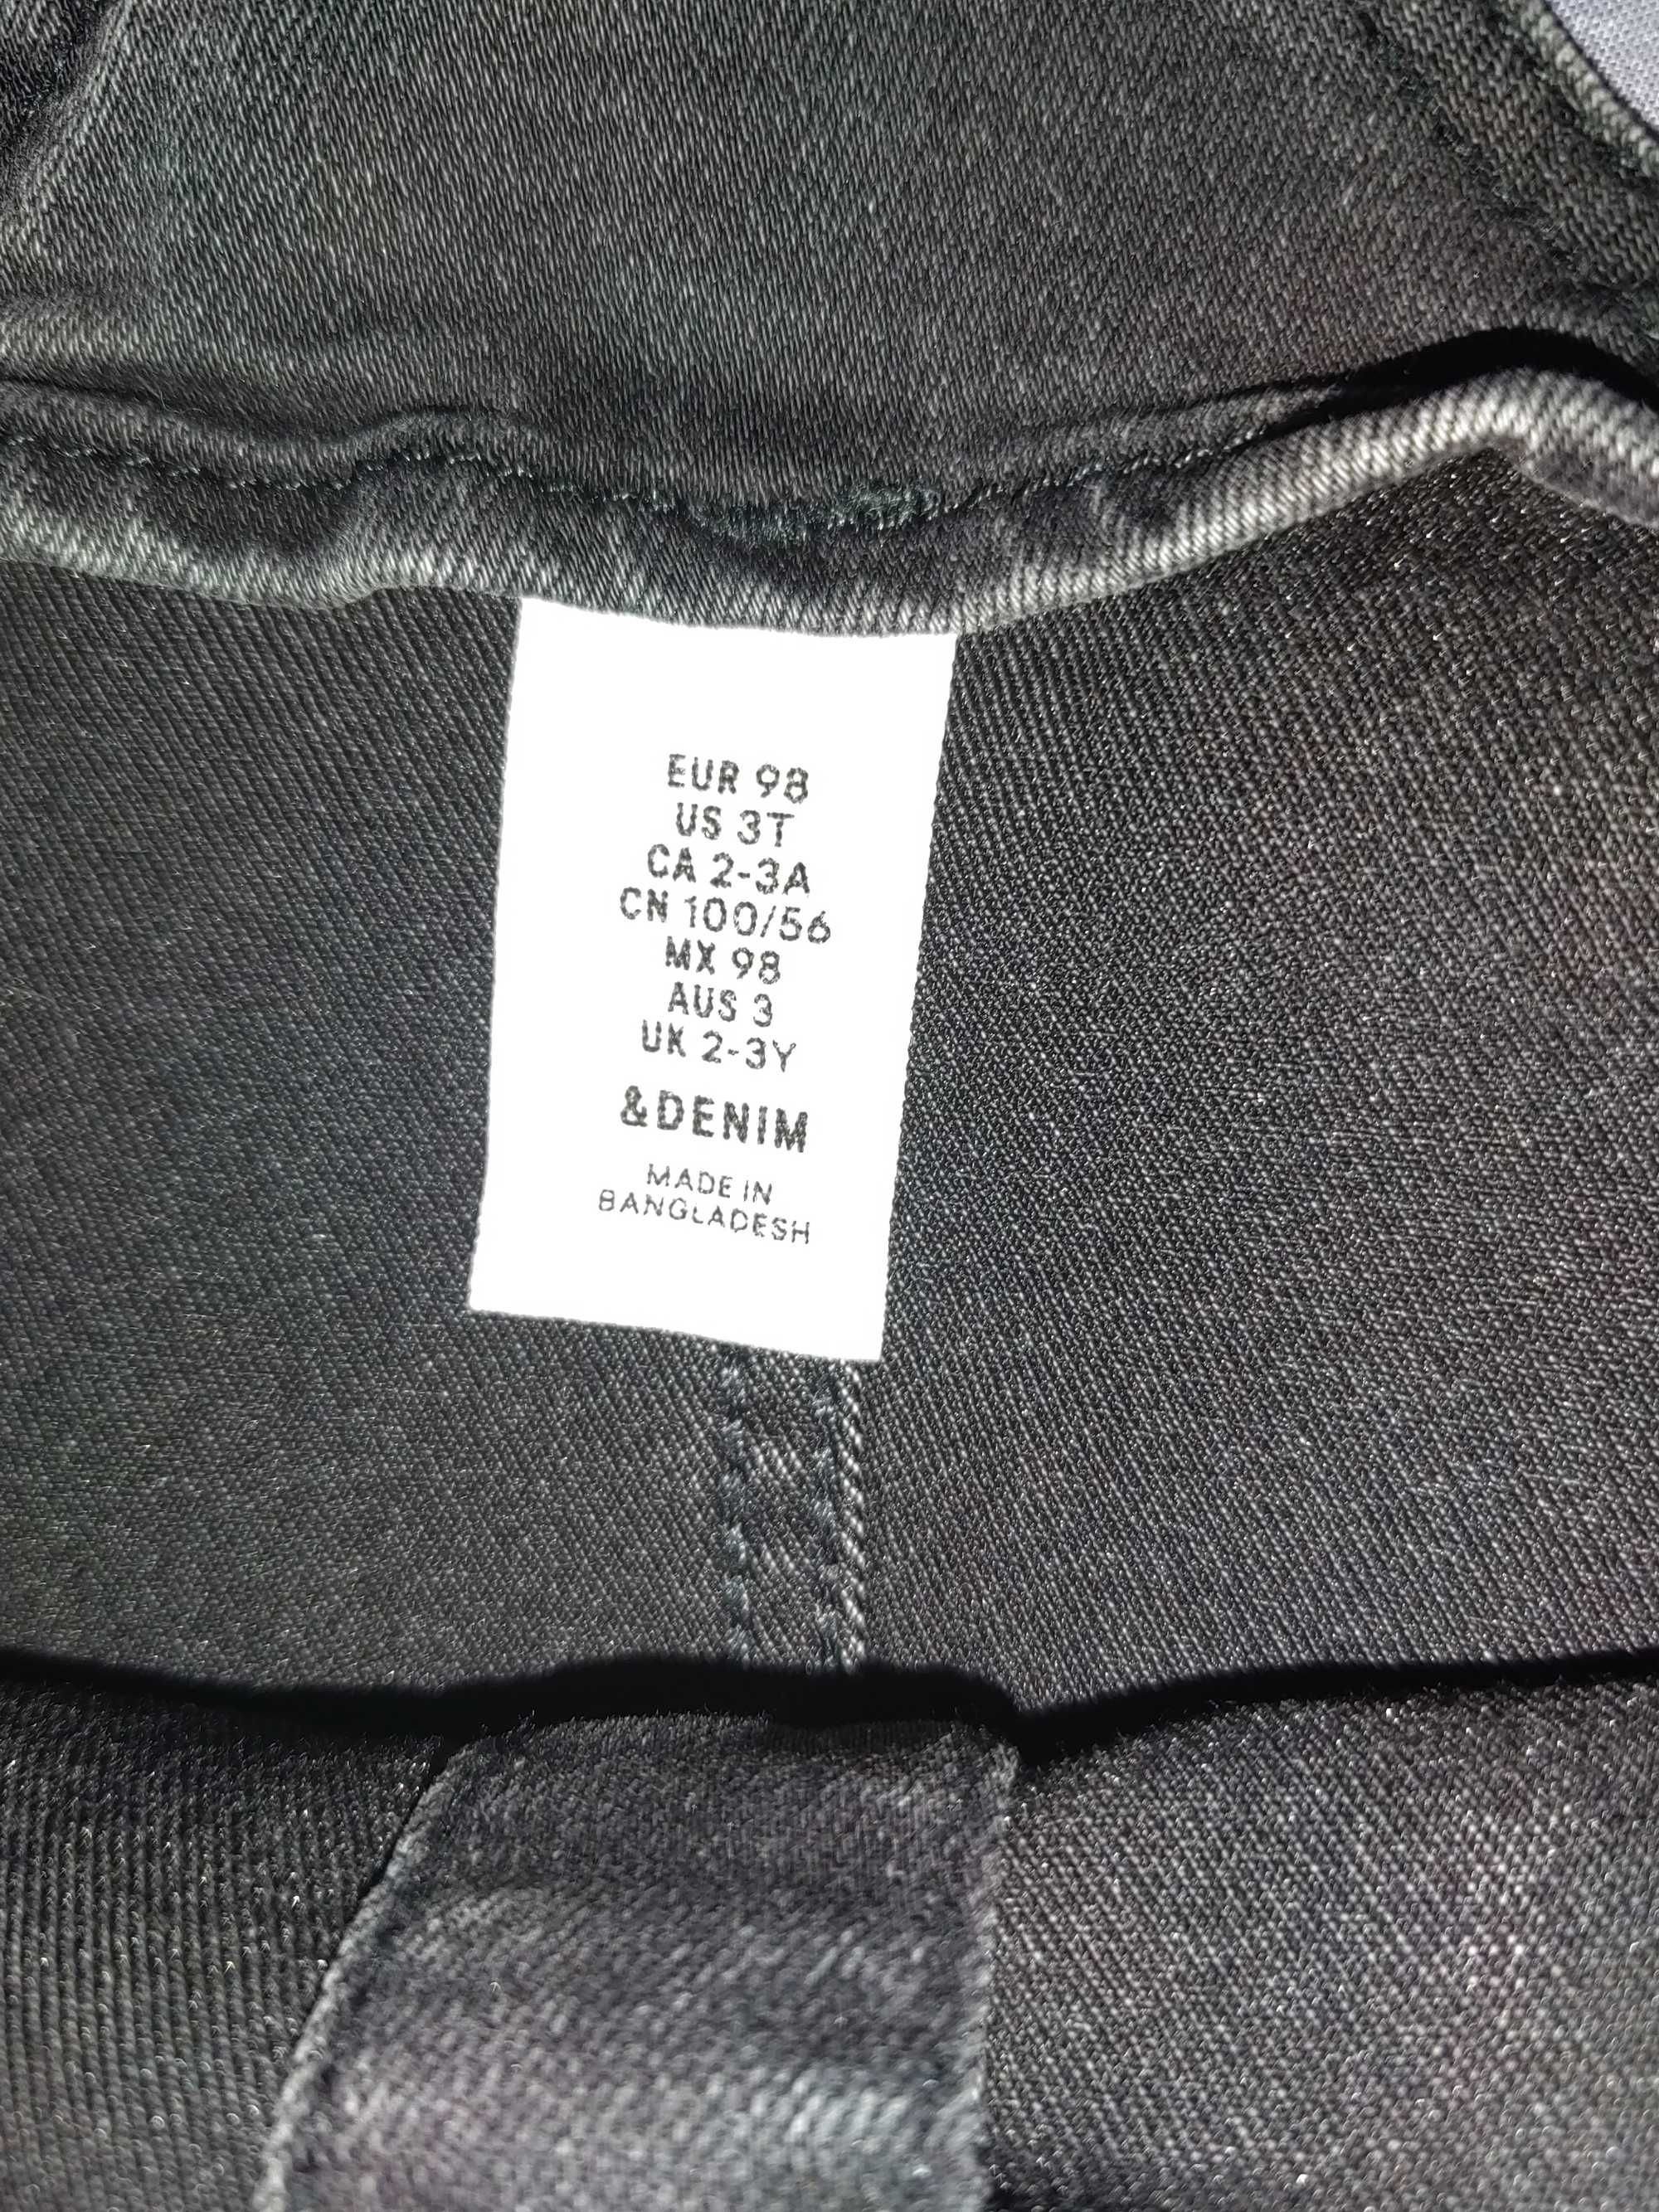 EUR 98
US 3T
CA 2-3A
CN 100/56
MX 98
AUS 3
UK 2-3Y
&DENIM
MADE IN
BANGLADESH